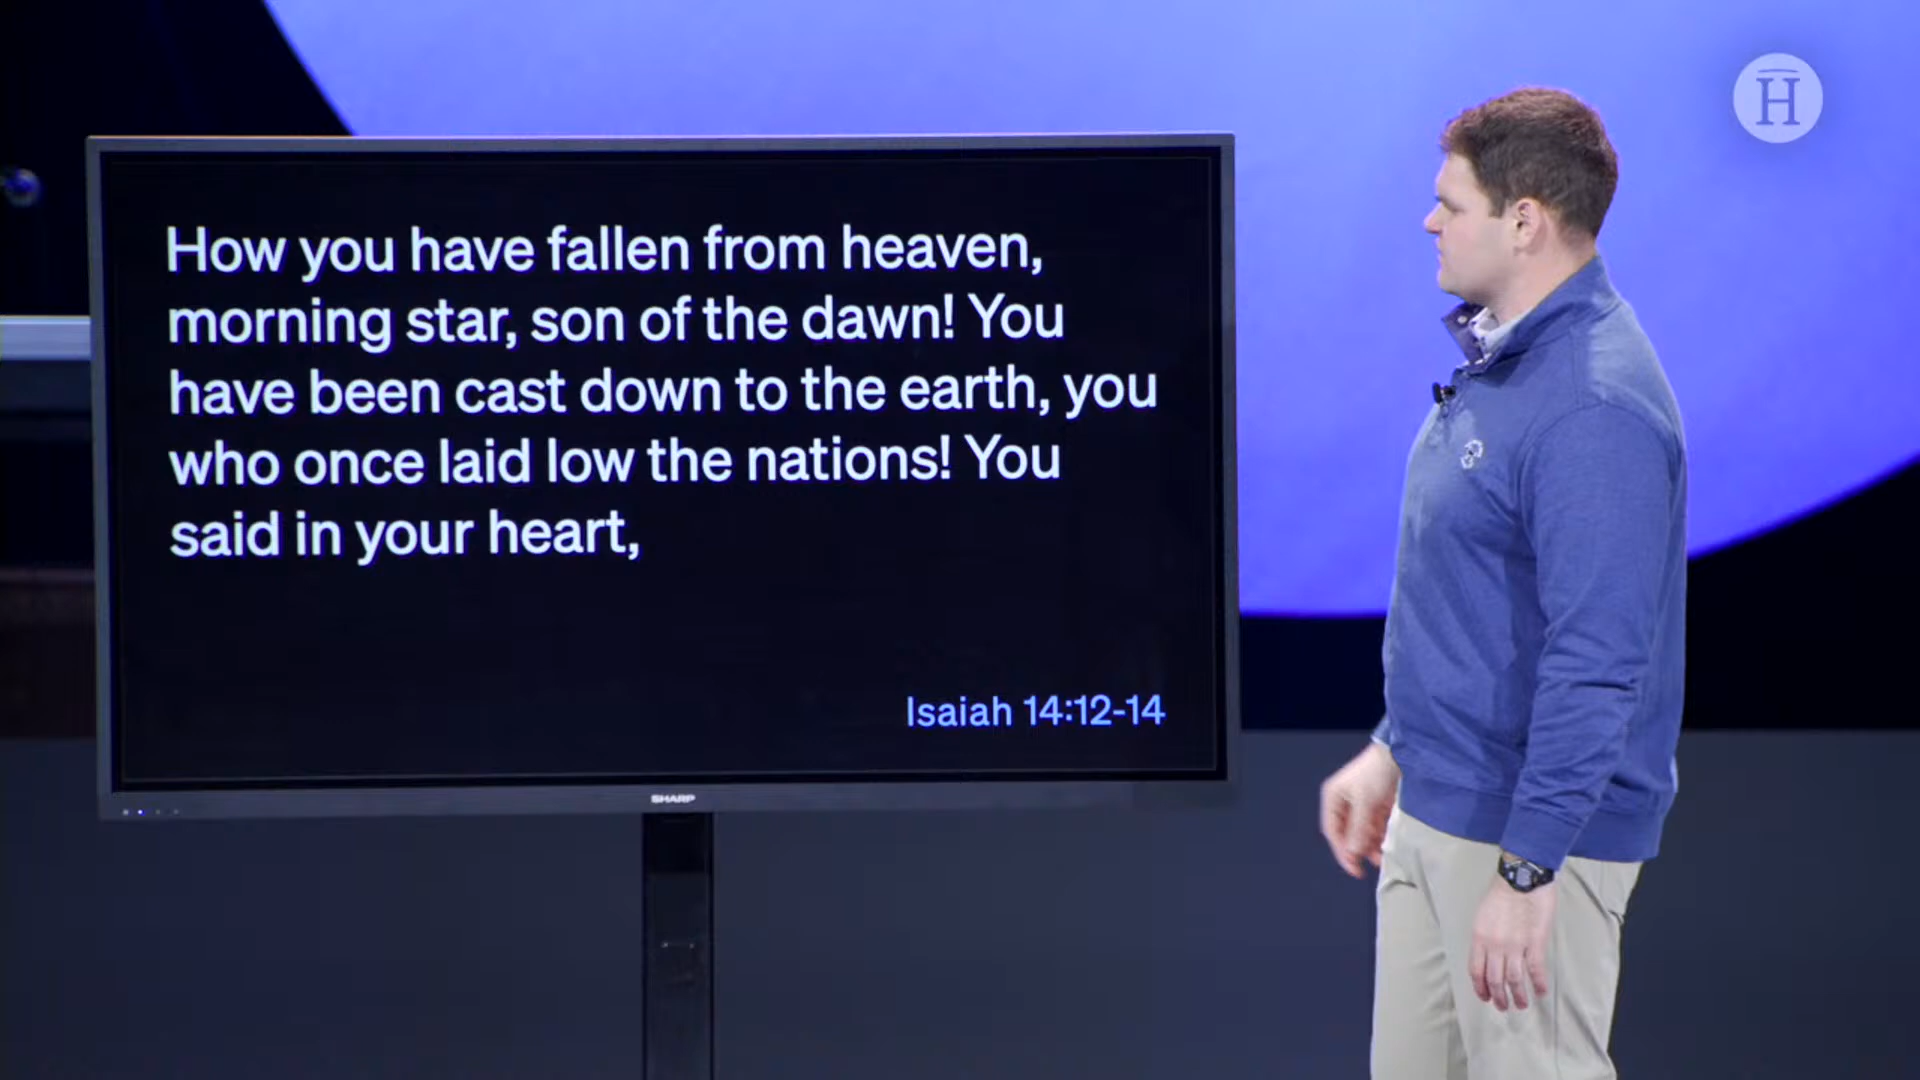 H
How you have fallen from heaven,
morning star, son of the dawn! You
have been cast down to the earth, you
who once laid low the nations! You
said in your heart,
Isaiah 14:12-14
SHARP